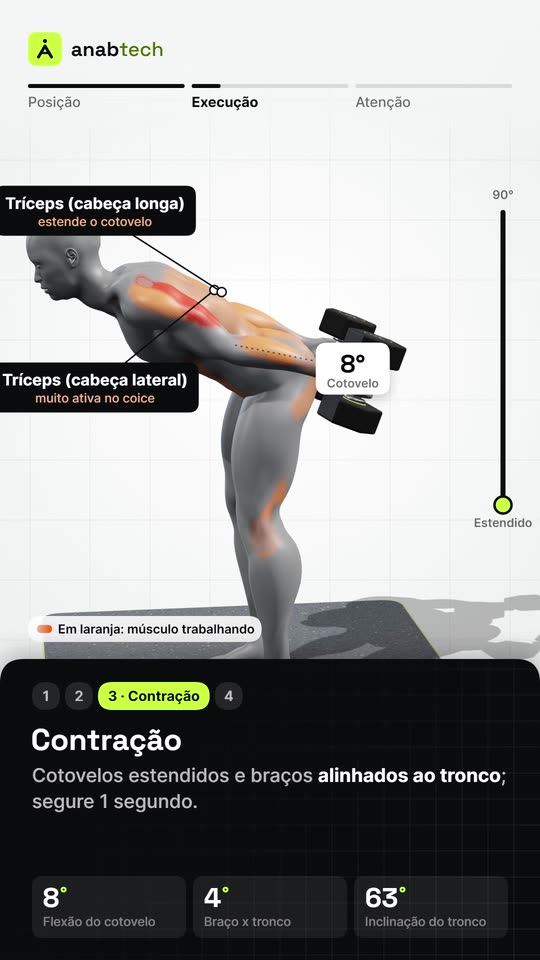 anabtech
Posição
Execução
Atenção
90°
Tríceps (cabeça longa)
estende o cotovelo
8°
Cotovelo
Tríceps (cabeça lateral)
muito ativa no coice
Estendido
Em laranja: músculo trabalhando
1 2 3 · Contração 4
Contração
Cotovelos estendidos e braços alinhados ao tronco;
segure 1 segundo.
8°
Flexão do cotovelo
4°
Braço x tronco
63°
Inclinação do tronco